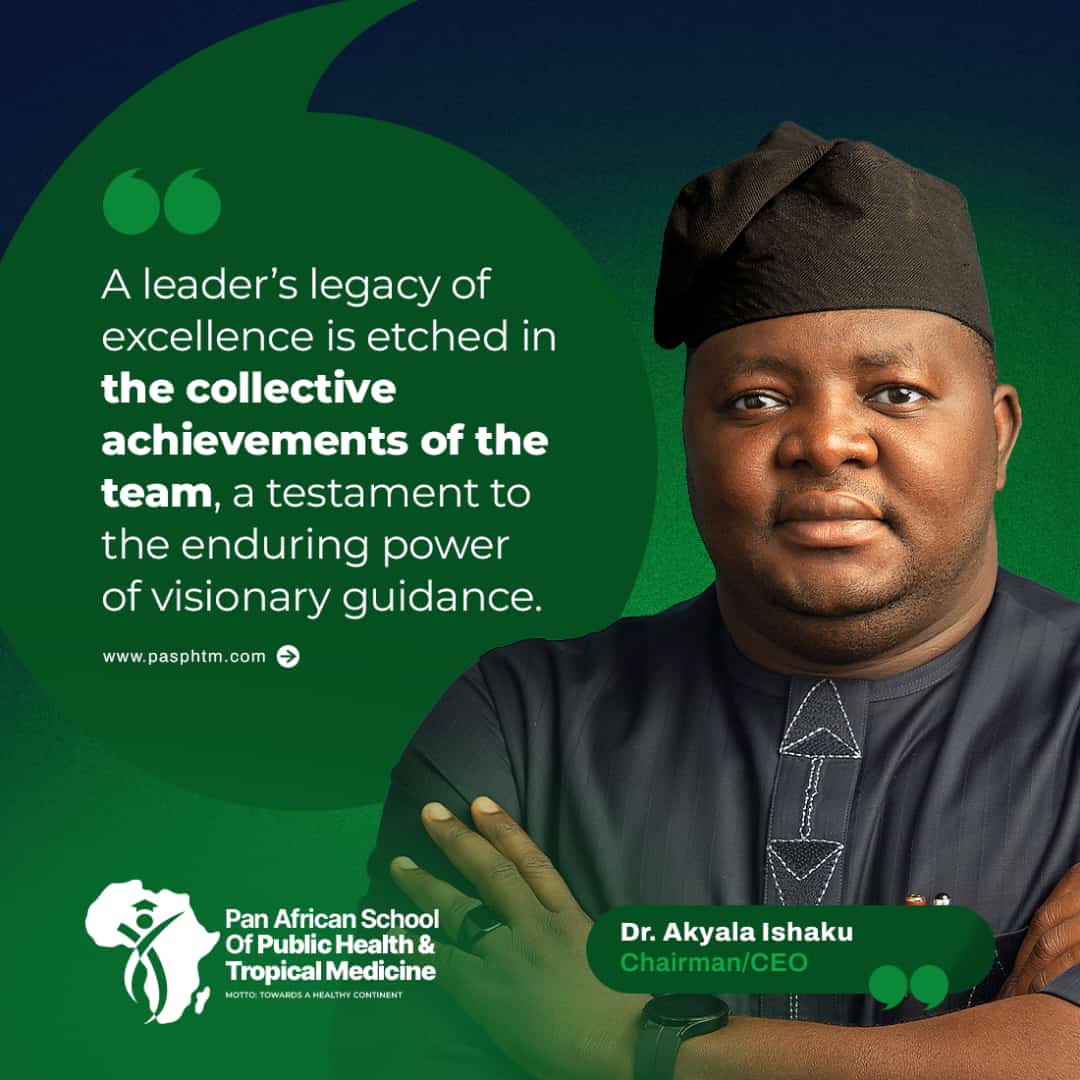 A leader’s legacy of
excellence is etched in
the collective
achievements of the
team, a testament to
the enduring power
of visionary guidance.
www.pasphtm.com
Pan African School
Of Public Health &
Tropical Medicine
MOTTO: TOWARDS A HEALTHY CONTINENT
Dr. Akyala Ishaku
Chairman/CEO